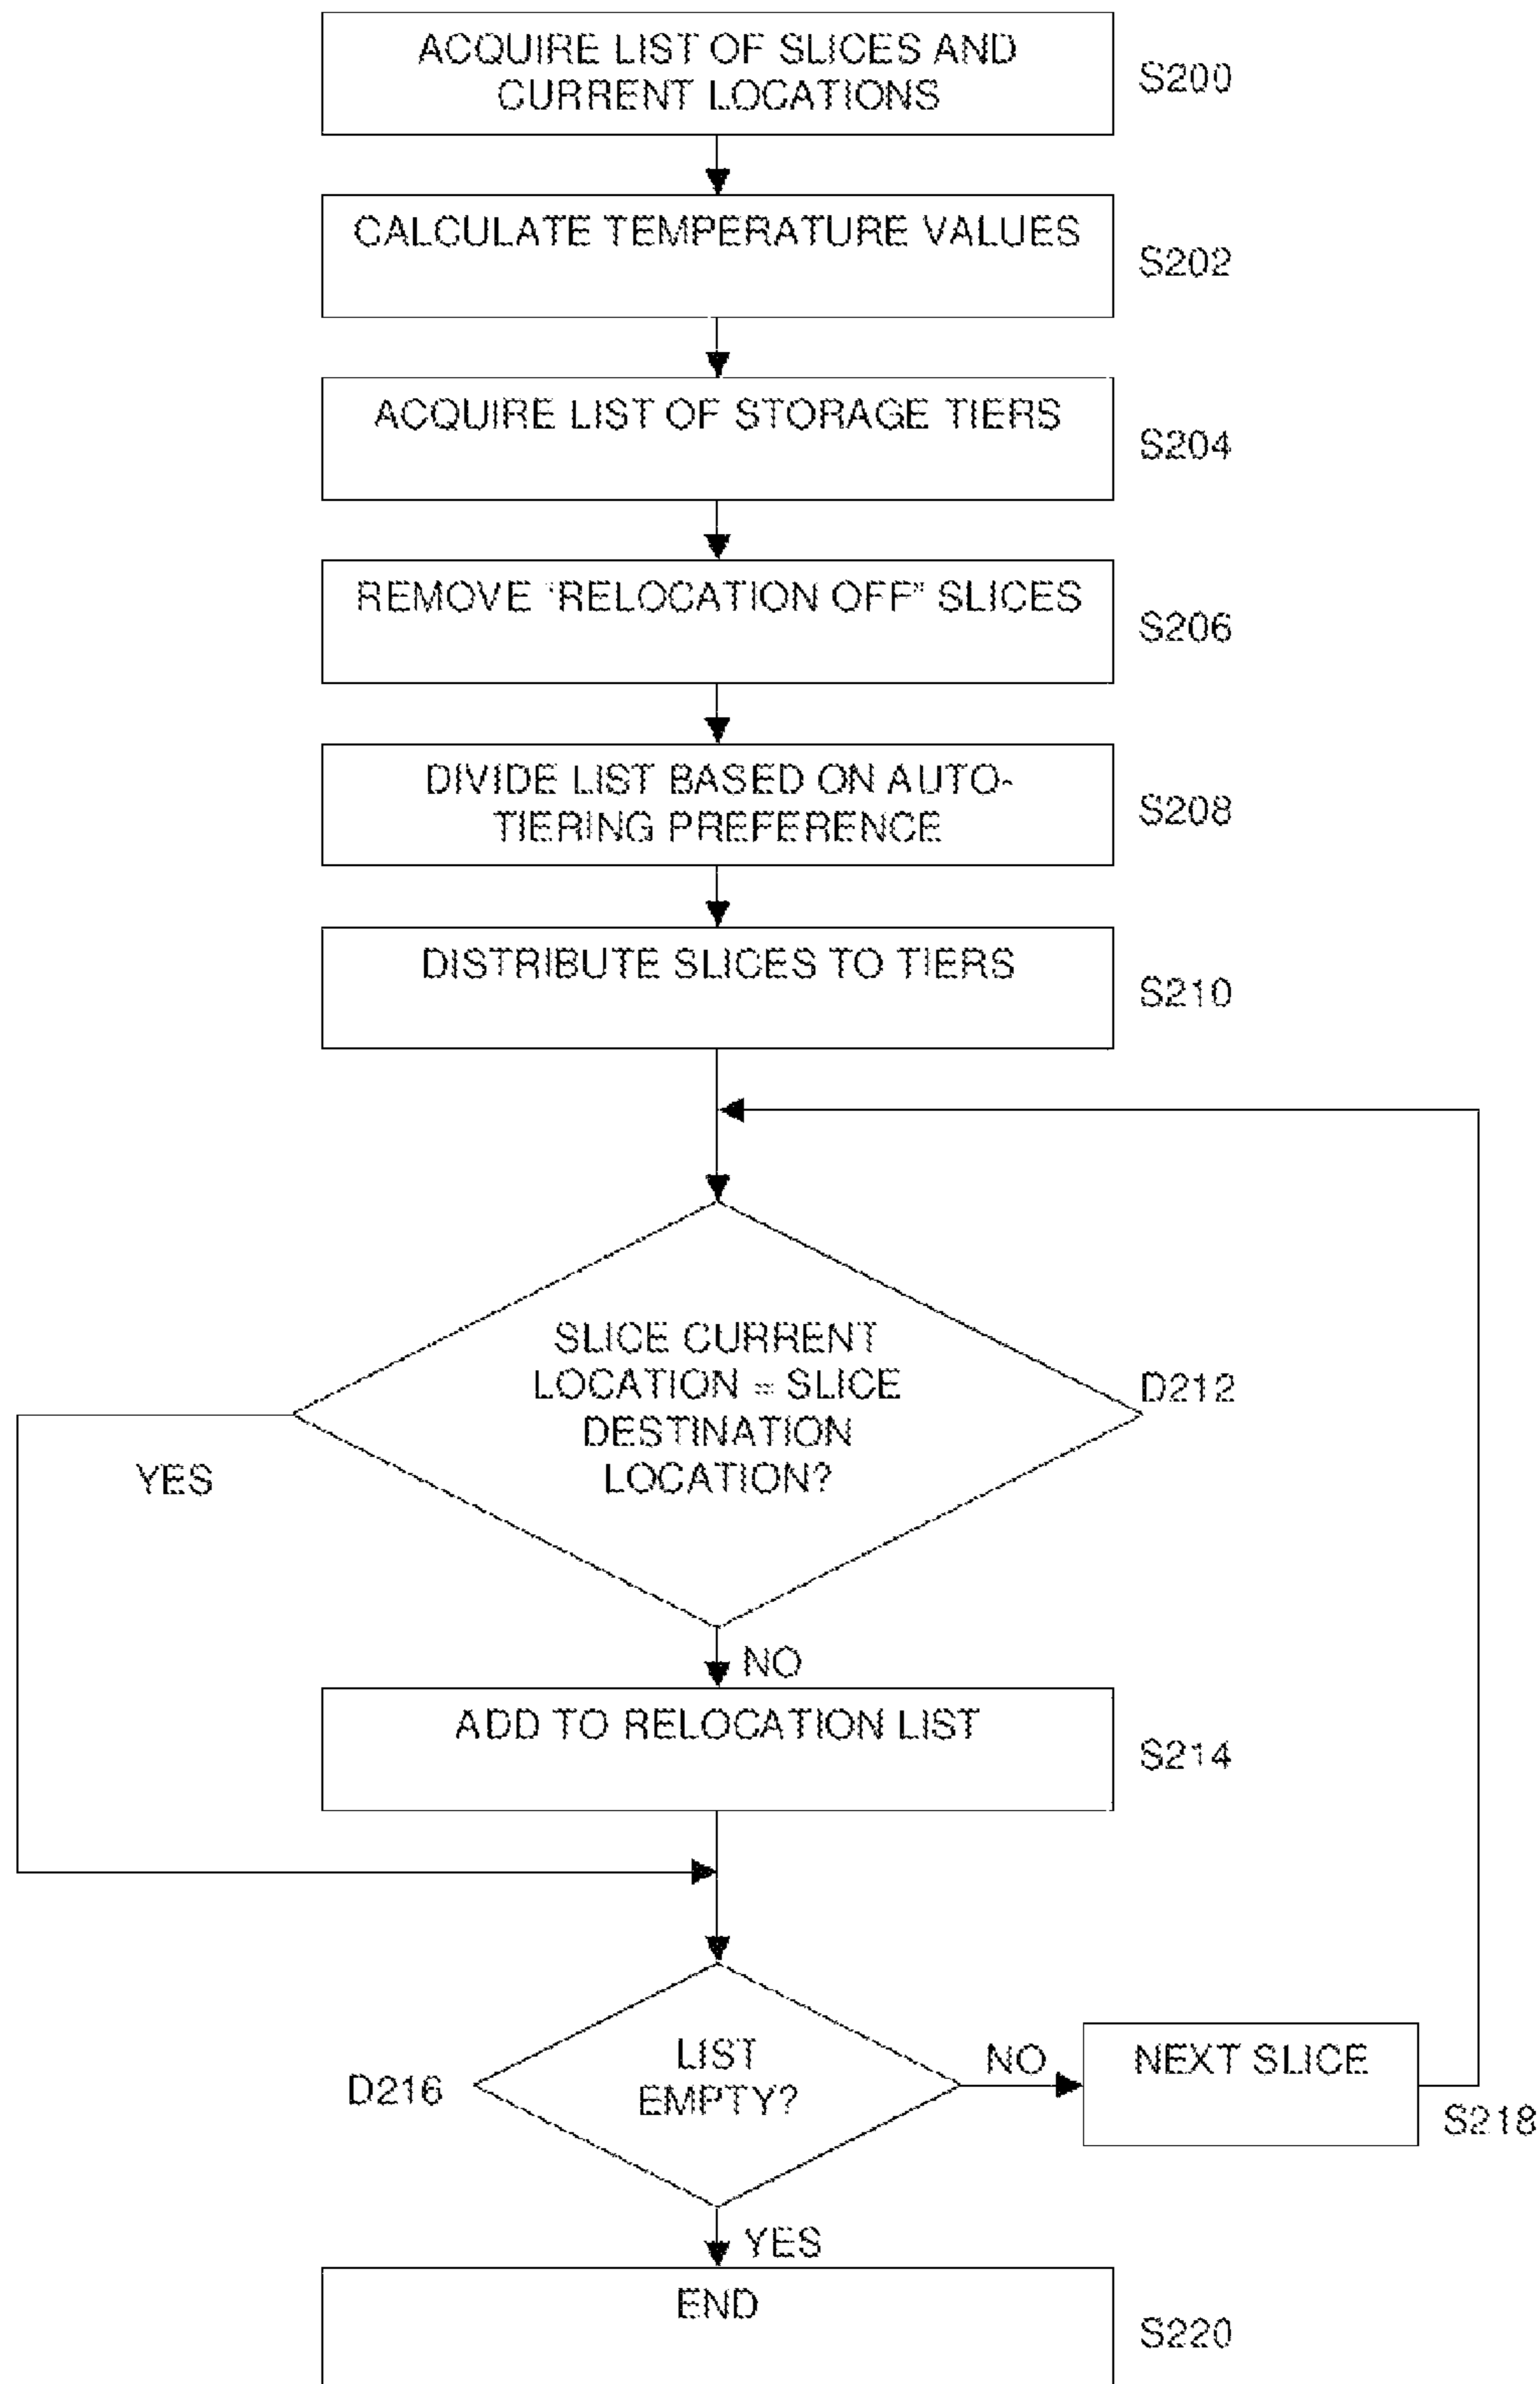 ACQUIRE LIST OF SLICES AND
CURRENT LOCATIONS
S200
CALCULATE TEMPERATURE VALUES
S202
ACQUIRE LIST OF STORAGE TIERS
S204
REMOVE "RELOCATION OFF" SLICES
S206
DIVIDE LIST BASED ON AUTO-
TIERING PREFERENCE
S208
DISTRIBUTE SLICES TO TIERS
S210
SLICE CURRENT
LOCATION = SLICE
DESTINATION
LOCATION?
D212
YES
NO
ADD TO RELOCATION LIST
S214
LIST
EMPTY?
D216
NO
NEXT SLICE
S218
YES
END
S220